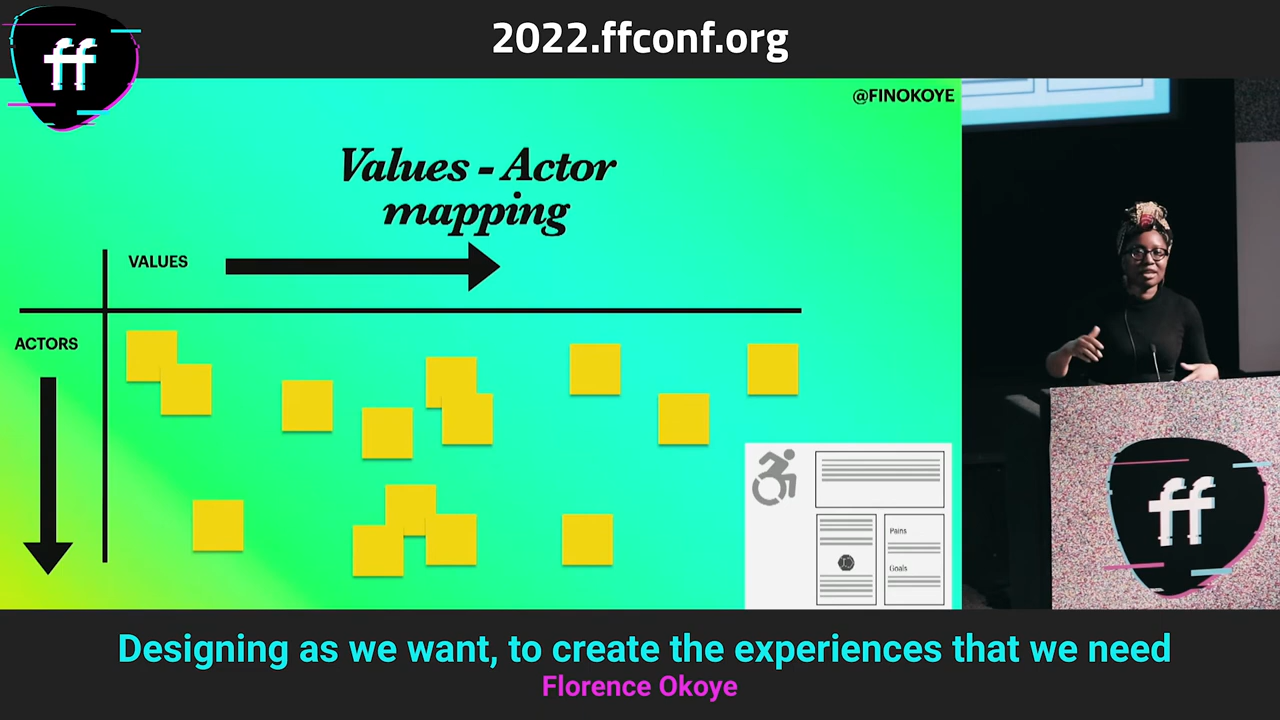 2022.ffconf.org
ff
@FINOKOYE
Values - Actor
mapping
VALUES
ACTORS
Pains
Goals
ff
Designing as we want, to create the experiences that we need
Florence Okoye